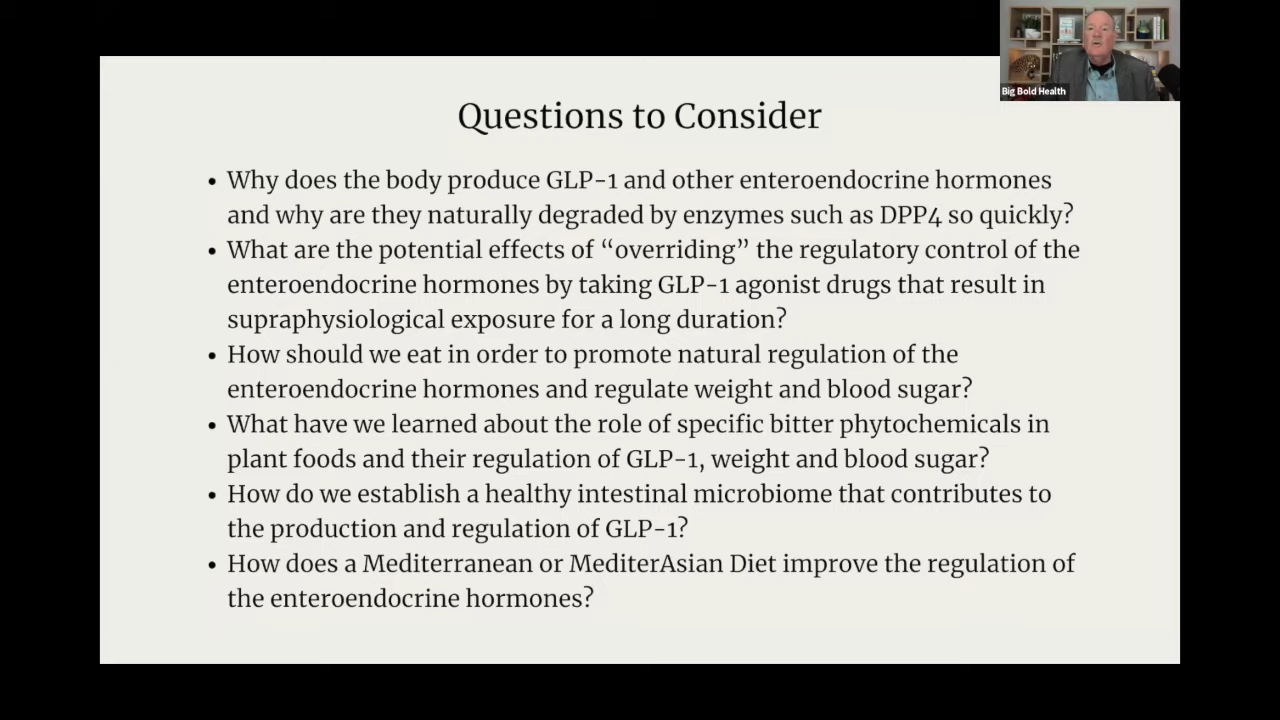 Big Bold Health
Questions to Consider
• Why does the body produce GLP-1 and other enteroendocrine hormones
and why are they naturally degraded by enzymes such as DPP4 so quickly?
• What are the potential effects of “overriding” the regulatory control of the
enteroendocrine hormones by taking GLP-1 agonist drugs that result in
supraphysiological exposure for a long duration?
• How should we eat in order to promote natural regulation of the
enteroendocrine hormones and regulate weight and blood sugar?
• What have we learned about the role of specific bitter phytochemicals in
plant foods and their regulation of GLP-1, weight and blood sugar?
• How do we establish a healthy intestinal microbiome that contributes to
the production and regulation of GLP-1?
• How does a Mediterranean or MediterAsian Diet improve the regulation of
the enteroendocrine hormones?